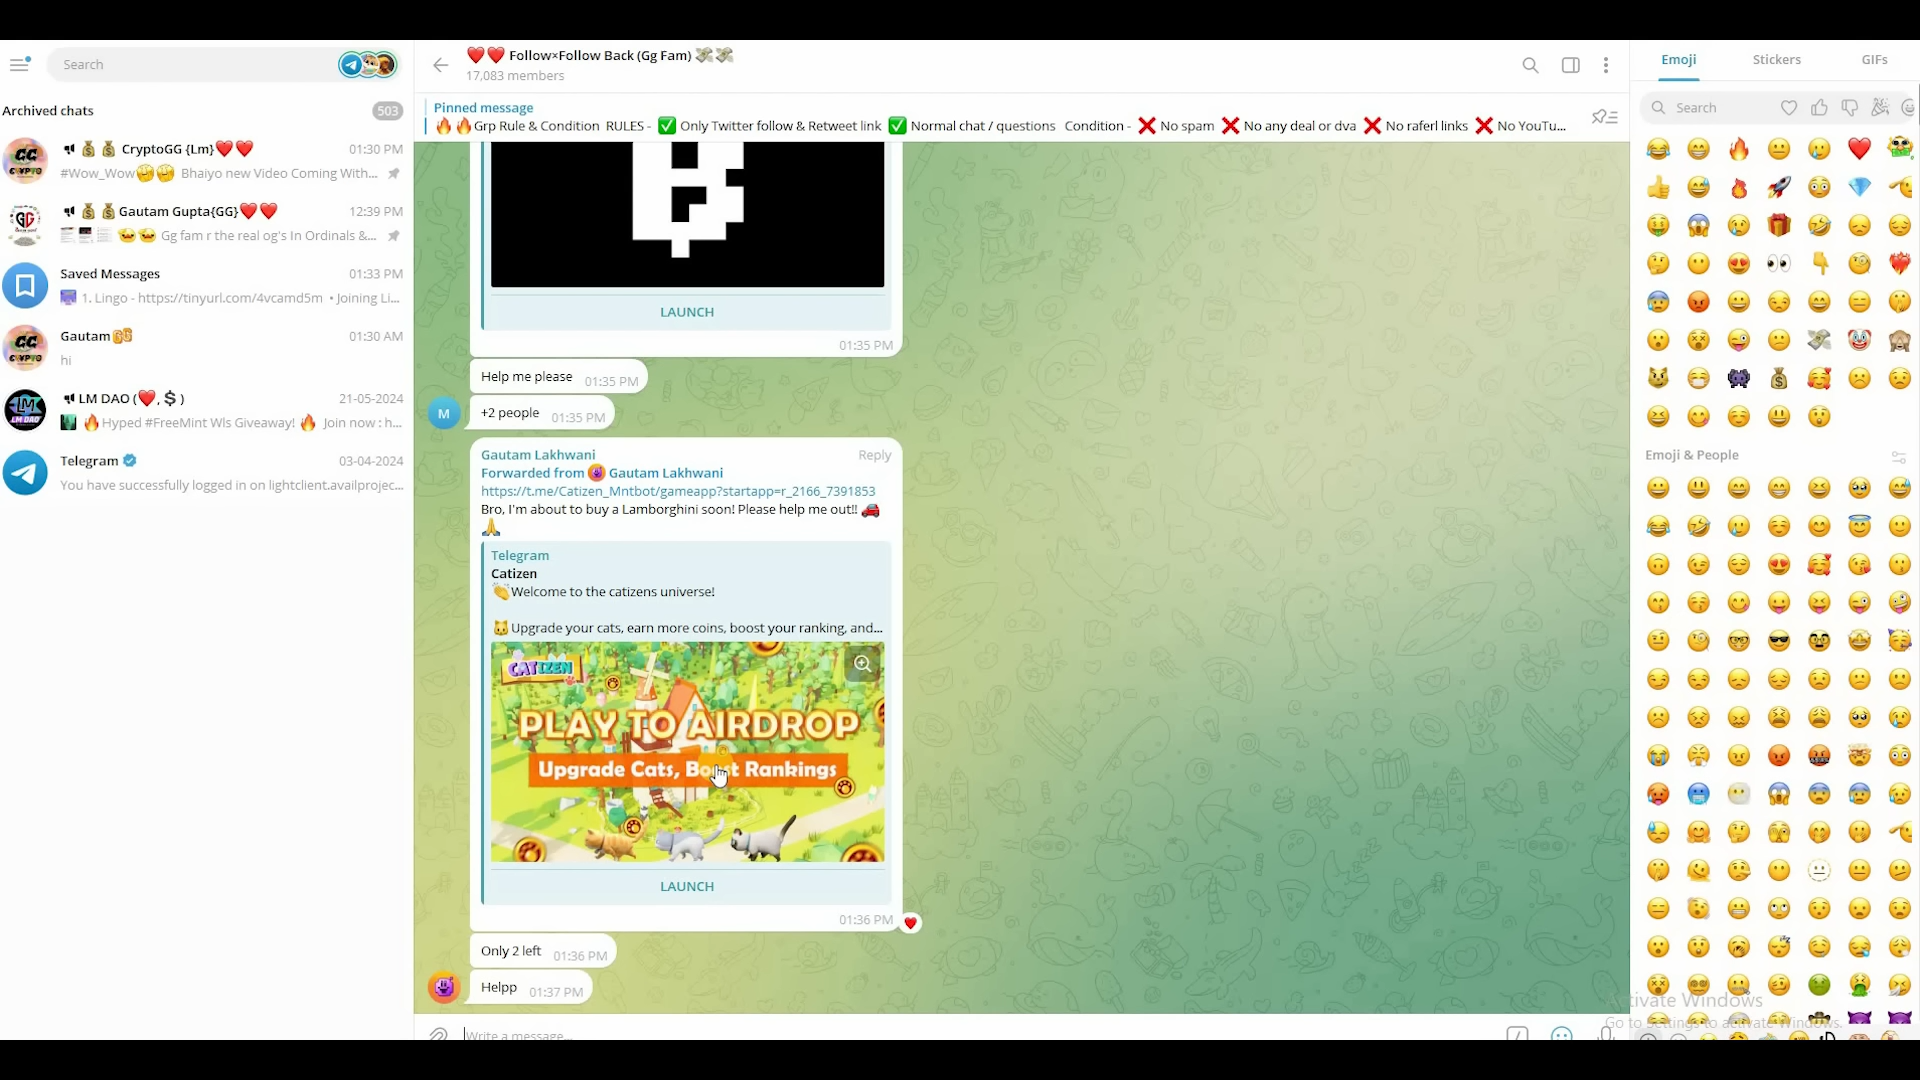 Search
Archived chats
503
💰💰 CryptoGG {Lm}❤️❤️
01:30 PM
#Wow_Wow🫣🫣 Bhaiyo new Video Coming With...
💰💰Gautam Gupta{GG}❤️❤️
12:39 PM
Gg fam r the real og's In Ordinals &...
Saved Messages
01:33 PM
1. Lingo - https://tinyurl.com/4vcamd5m • Joining Li...
Gautam
01:30 AM
hi
LM DAO (❤️, $ )
21-05-2024
🔥Hyped #FreeMint Wls Giveaway! 🔥 Join now : h...
Telegram
03-04-2024
You have successfully logged in on lightclient.availprojec...
❤️❤️ Follow×Follow Back (Gg Fam) 💸💸
17,083 members
Pinned message
🔥🔥Grp Rule & Condition RULES - ✅ Only Twitter follow & Retweet link ✅ Normal chat / questions Condition - ❌ No spam ❌ No any deal or dva ❌ No raferl links ❌ No YouTu...
LAUNCH
01:35 PM
Help me please 01:35 PM
M
+2 people 01:35 PM
Gautam Lakhwani
Reply
Forwarded from Gautam Lakhwani
https://t.me/Catizen_Mntbot/gameapp?startapp=r_2166_7391853
Bro, I'm about to buy a Lamborghini soon! Please help me out!! 🚗
🙏
Telegram
Catizen
👏Welcome to the catizens universe!
🐱Upgrade your cats, earn more coins, boost your ranking, and...
CATIZEN
PLAY TO AIRDROP
Upgrade Cats, Boost Rankings
LAUNCH
01:36 PM
Only 2 left 01:36 PM
Helpp 01:37 PM
Write a message...
Emoji
Stickers
GIFs
Search
Emoji & People
Activate Windows
Go to Settings to activate Windows.